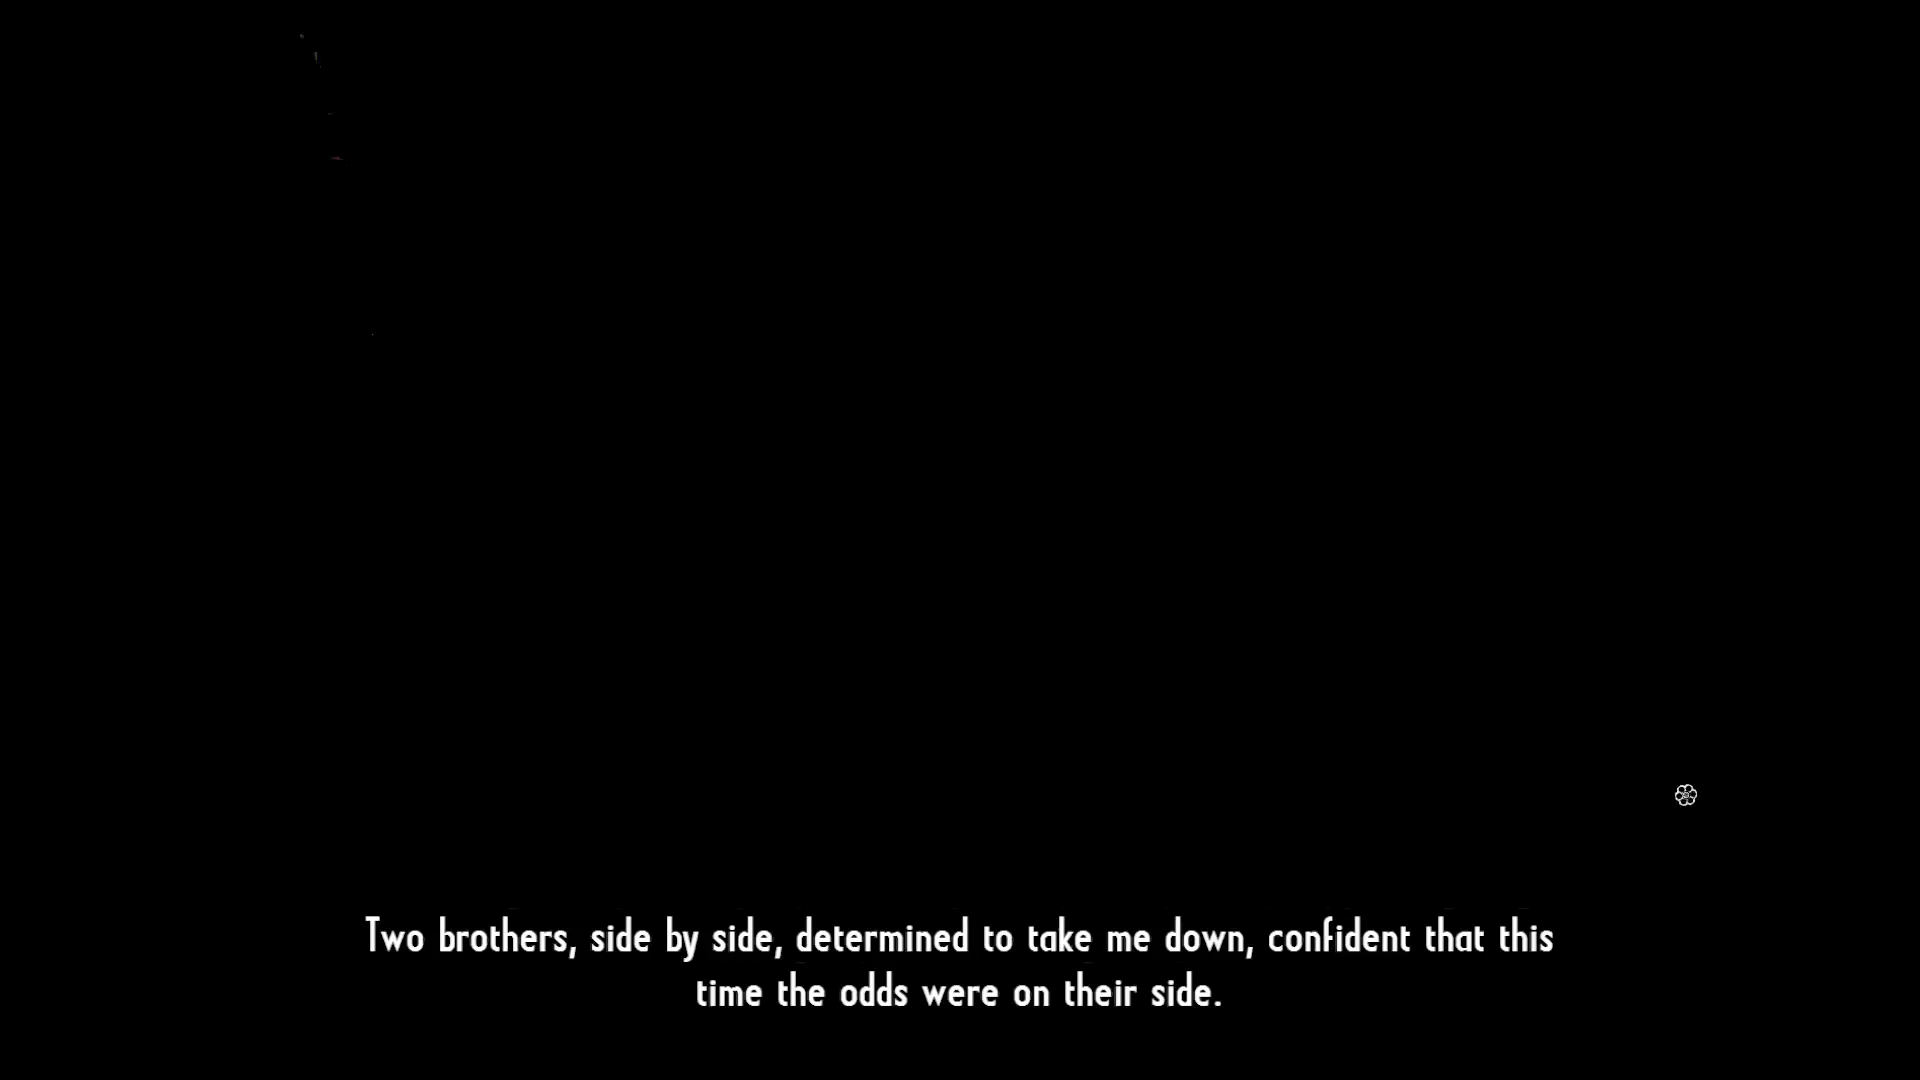 Two brothers, side by side, determined to take me down, confident that this
time the odds were on their side.